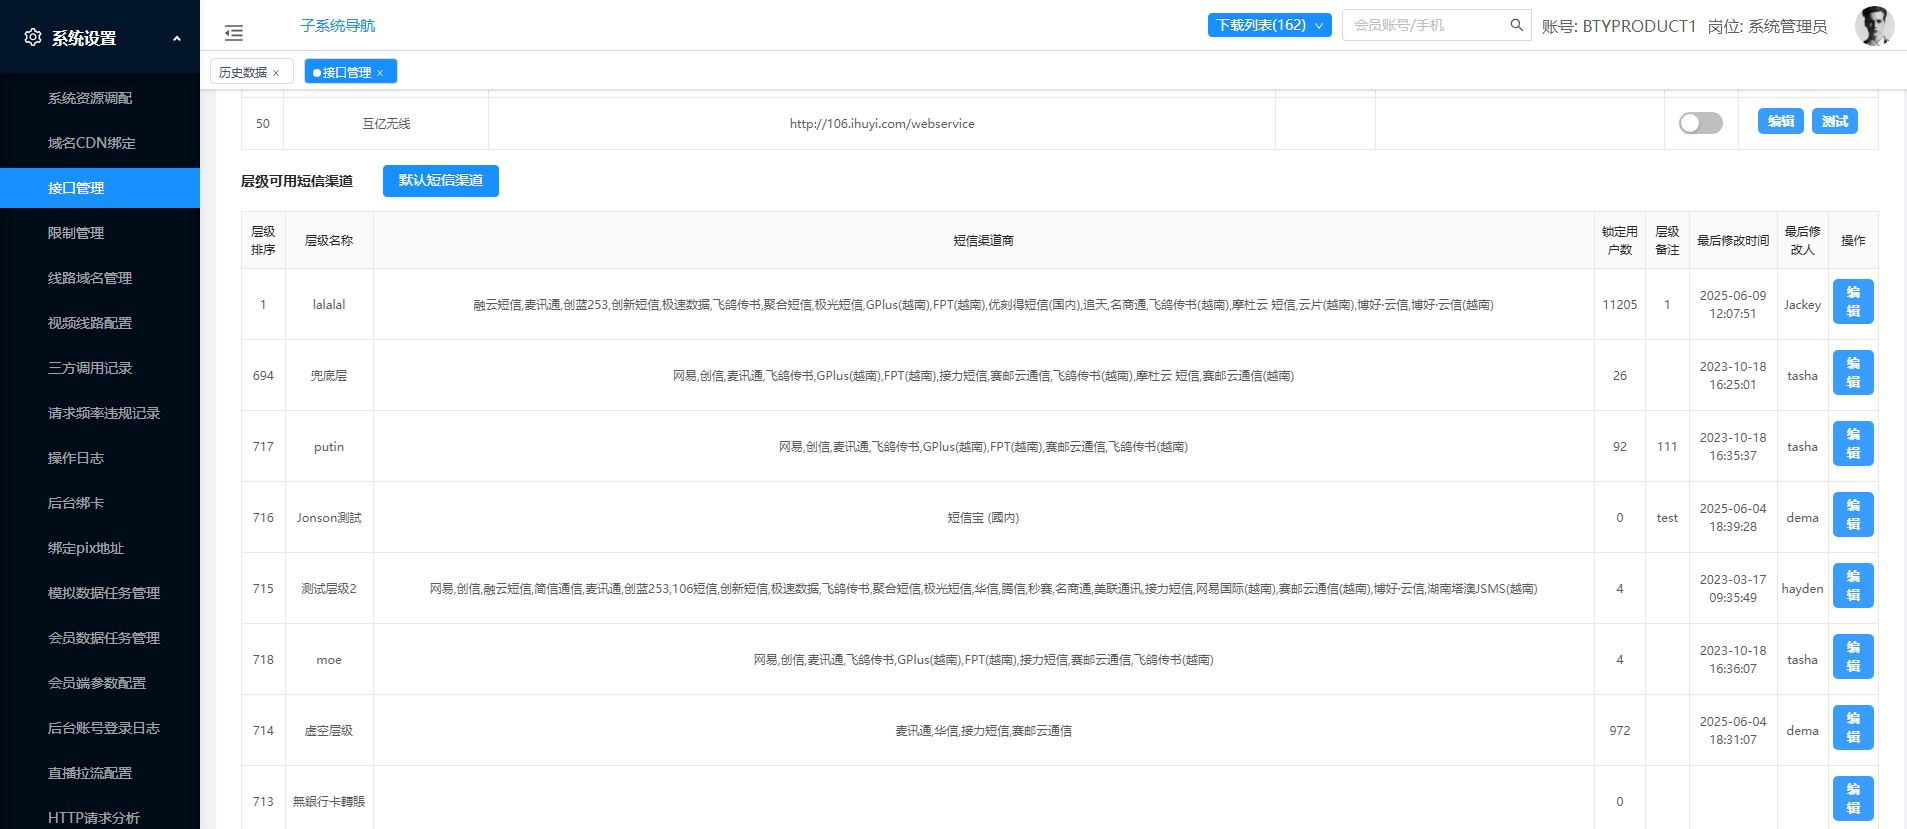 系统设置
系统资源调配
域名CDN绑定
接口管理
限制管理
线路域名管理
视频线路配置
三方调用记录
请求频率违规记录
操作日志
后台绑卡
绑定pix地址
模拟数据任务管理
会员数据任务管理
会员端参数配置
后台账号登录日志
直播拉流配置
HTTP请求分析
子系统导航
下载列表(162)
会员账号/手机
账号: BTYPRODUCT1 岗位: 系统管理员
历史数据 ×
接口管理 ×
50 互亿无线 http://106.ihuyi.com/webservice 编辑 测试
层级可用短信渠道 默认短信渠道
层级排序 层级名称 短信渠道商 锁定用户数 层级备注 最后修改时间 最后修改人 操作
1 lalalal 融云短信,麦讯通,创蓝253,创新短信,极速数据,飞鸽传书,聚合短信,极光短信,GPlus(越南),FPT(越南),优刻得短信(国内),追天,名商通,飞鸽传书(越南),摩杜云 短信,云片(越南),博好·云信,博好·云信(越南) 11205 1 2025-06-09 12:07:51 Jackey 编辑
694 兜底层 网易,创信,麦讯通,飞鸽传书,GPlus(越南),FPT(越南),接力短信,赛邮云通信,飞鸽传书(越南),摩杜云 短信,赛邮云通信(越南) 26 2023-10-18 16:25:01 tasha 编辑
717 putin 网易,创信,麦讯通,飞鸽传书,GPlus(越南),FPT(越南),赛邮云通信,飞鸽传书(越南) 92 111 2023-10-18 16:35:37 tasha 编辑
716 Jonson測試 短信宝 (國内) 0 test 2025-06-04 18:39:28 dema 编辑
715 测试层级2 网易,创信,融云短信,简信通信,麦讯通,创蓝253,106短信,创新短信,极速数据,飞鸽传书,聚合短信,极光短信,华信,腾信,秒赛,名商通,美联通讯,接力短信,网易国际(越南),赛邮云通信(越南),博好·云信,湖南塔澳JSMS(越南) 4 2023-03-17 09:35:49 hayden 编辑
718 moe 网易,创信,麦讯通,飞鸽传书,GPlus(越南),FPT(越南),接力短信,赛邮云通信,飞鸽传书(越南) 4 2023-10-18 16:36:07 tasha 编辑
714 虚空层级 麦讯通,华信,接力短信,赛邮云通信 972 2025-06-04 18:31:07 dema 编辑
713 無銀行卡轉賬 0 编辑